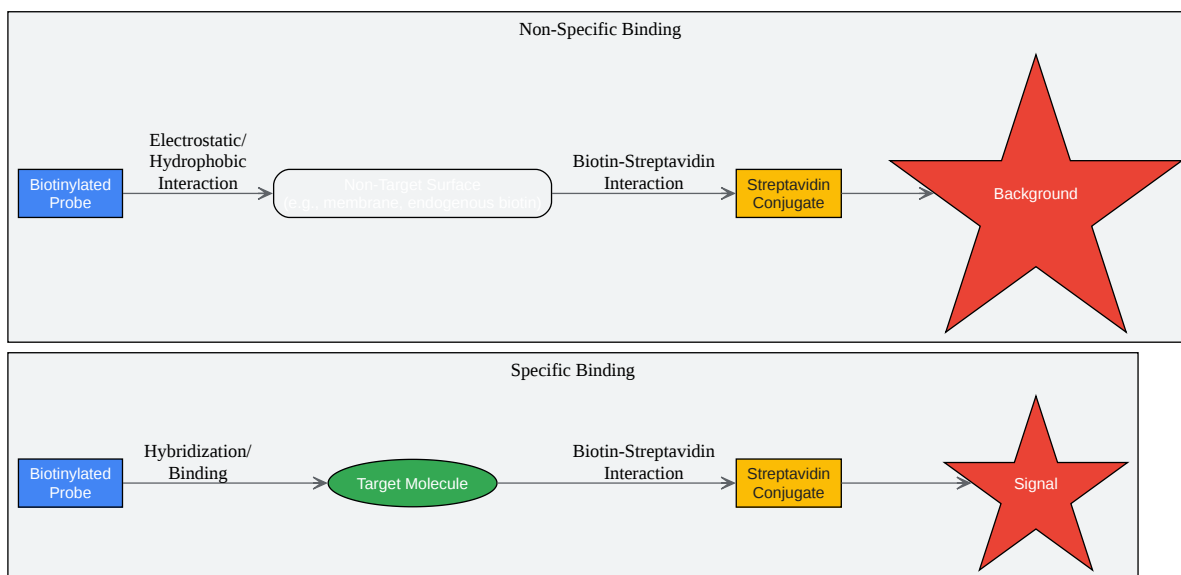 Non-Specific Binding
Electrostatic/
Hydrophobic
Interaction
Biotin-Streptavidin
Interaction
Biotinylated
Probe
Non-Target Surface
(e.g., membrane, endogenous biotin)
Streptavidin
Conjugate
Background
Specific Binding
Hybridization/
Binding
Biotin-Streptavidin
Interaction
Biotinylated
Probe
Target Molecule
Streptavidin
Conjugate
Signal